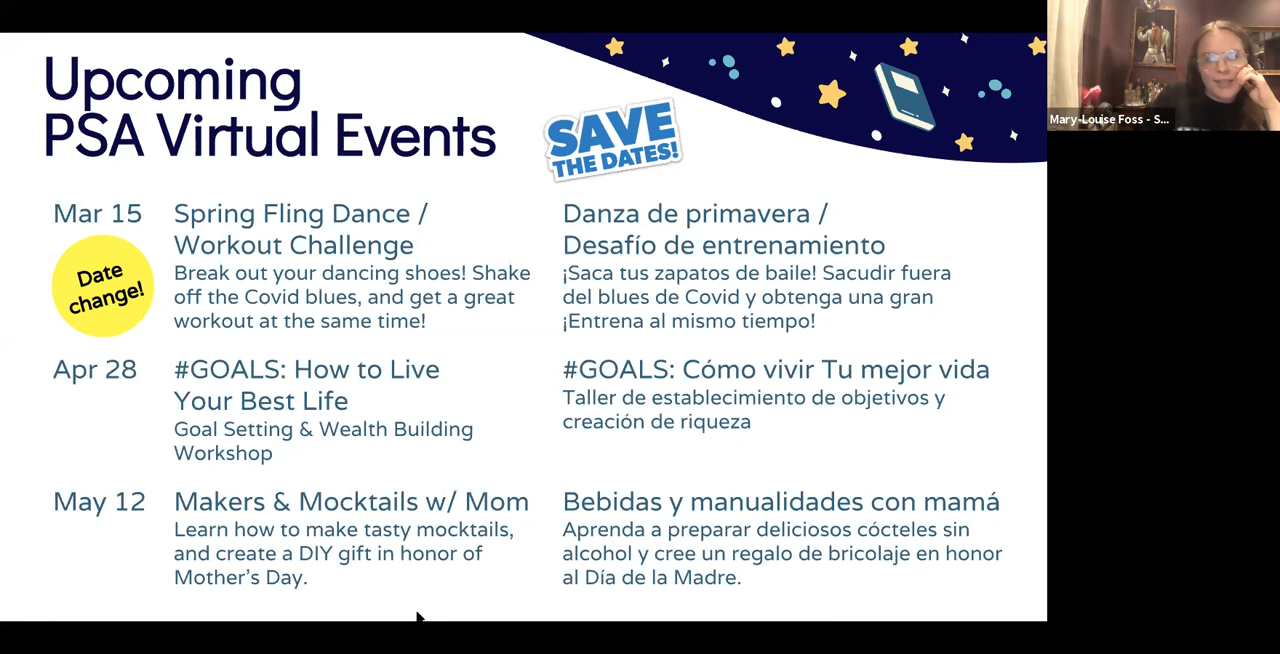 Upcoming
PSA Virtual Events
SAVE
THE DATES!
Mar 15
Date
change!
Spring Fling Dance /
Workout Challenge
Break out your dancing shoes! Shake
off the Covid blues, and get a great
workout at the same time!
Danza de primavera /
Desafío de entrenamiento
¡Saca tus zapatos de baile! Sacudir fuera
del blues de Covid y obtenga una gran
¡Entrena al mismo tiempo!
Apr 28
#GOALS: How to Live
Your Best Life
Goal Setting & Wealth Building
Workshop
#GOALS: Cómo vivir Tu mejor vida
Taller de establecimiento de objetivos y
creación de riqueza
May 12
Makers & Mocktails w/ Mom
Learn how to make tasty mocktails,
and create a DIY gift in honor of
Mother's Day.
Bebidas y manualidades con mamá
Aprenda a preparar deliciosos cócteles sin
alcohol y cree un regalo de bricolaje en honor
al Día de la Madre.
Mary-Louise Foss - S...